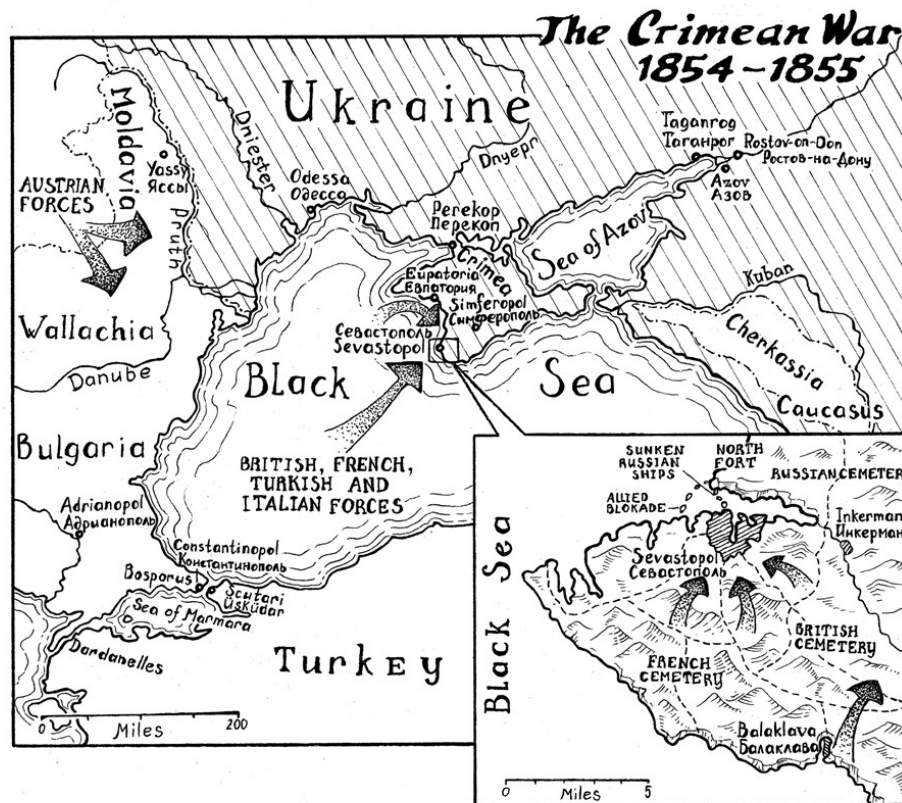 The Crimean War
1854-1855
Ukraine
Moldavia
Dniester
Dnyepr
Taganrog
Таганрог
Rostov-on-Don
Ростов-на-Дону
Azov
Азов
Yassy
Яссы
Odessa
Одесса
AUSTRIAN
FORCES
Pruth
Perekop
Перекоп
Sea of Azov
Crimea
Eupatoria
Евпатория
Simferopol
Симферополь
Kuban
Wallachia
Севастополь
Sevastopol
Cherkassia
Danube
Black Sea
Caucasus
Bulgaria
BRITISH, FRENCH,
TURKISH AND
ITALIAN FORCES
Adrianopol
Адрианополь
Constantinopol
Константинополь
Bosporus
Scutari
Üsküdar
Sea of Marmara
Dardanelles
Turkey
0 200
Miles
SUNKEN
RUSSIAN
SHIPS
NORTH
FORT
RUSSIAN CEMETERY
ALLIED
BLOKADE
Inkerman
Инкерман
Sevastopol
Севастополь
Black Sea
BRITISH
CEMETERY
FRENCH
CEMETERY
Balaklava
Балаклава
0 5
Miles